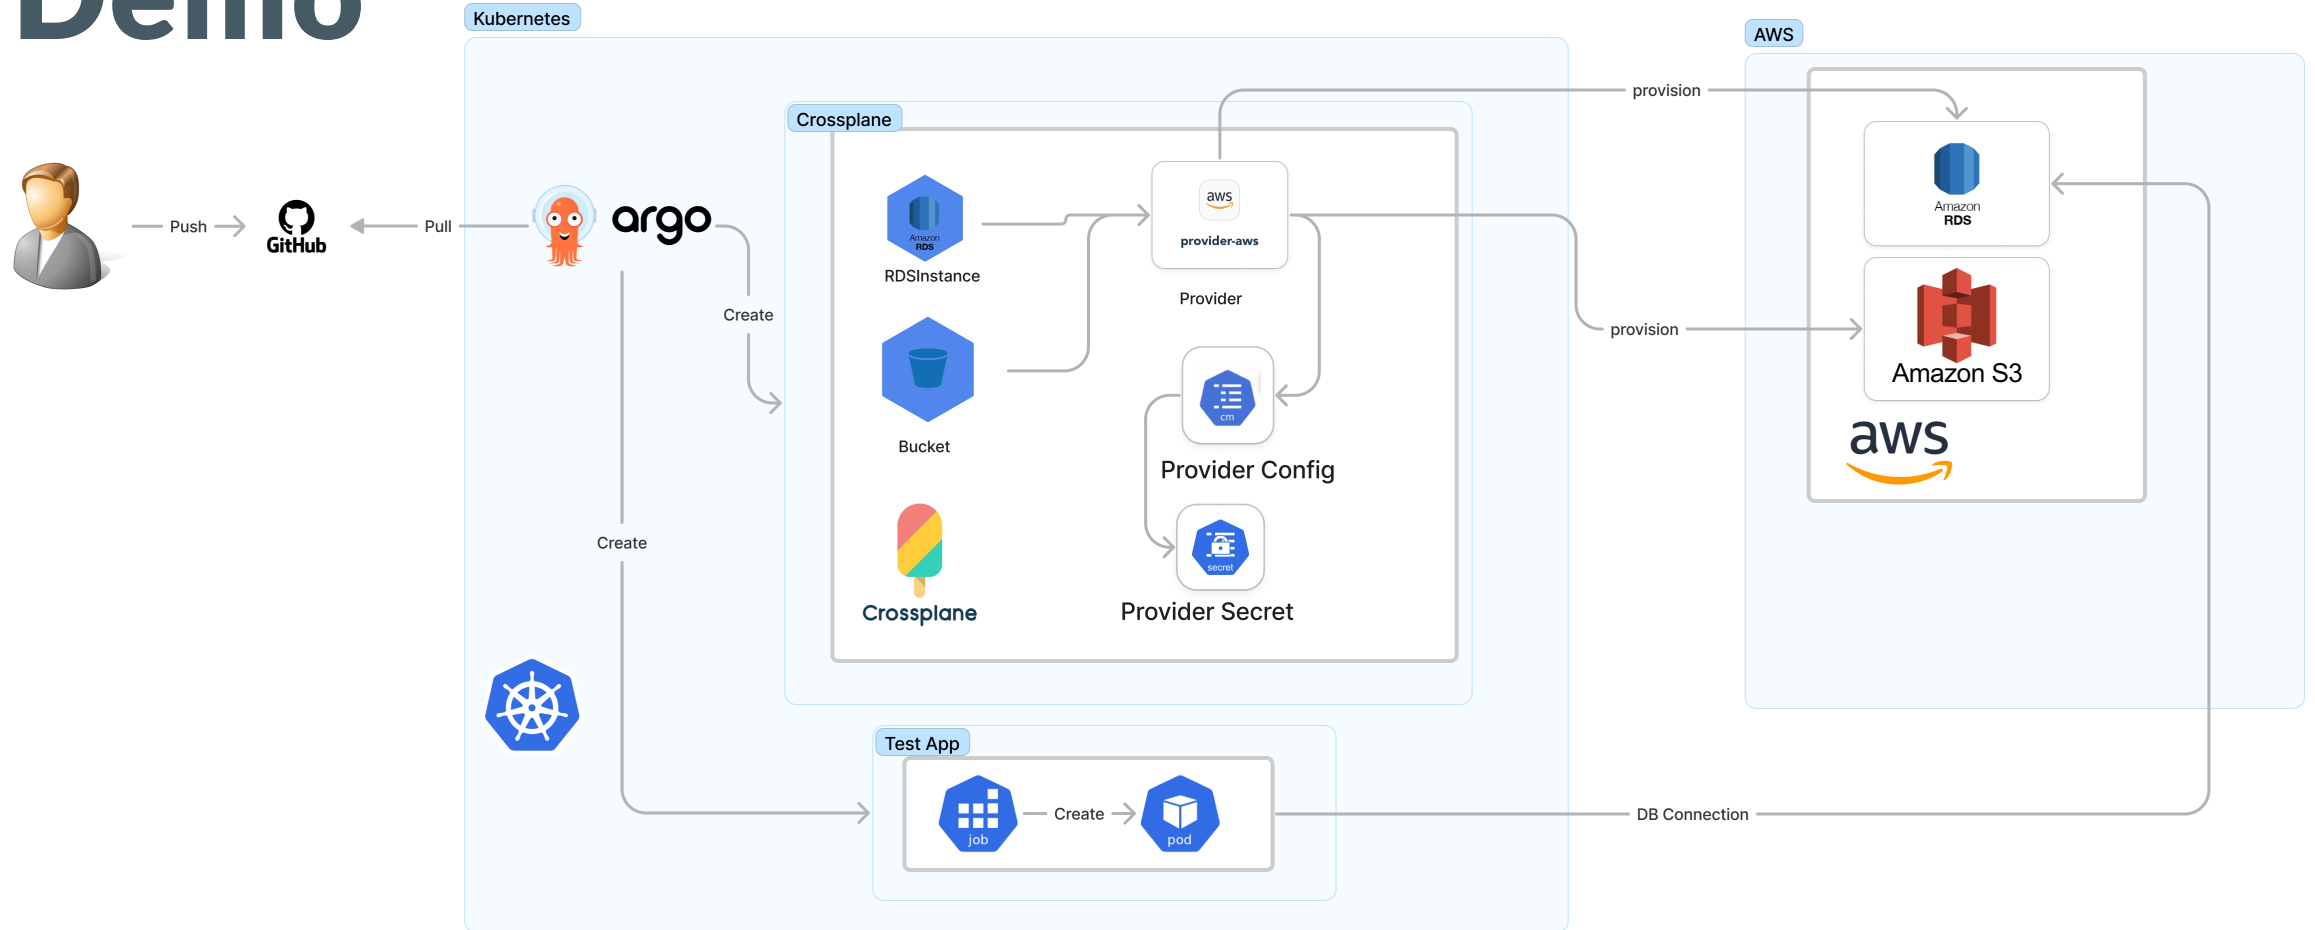 Demo
Kubernetes
AWS
provision
Crossplane
aws
provider-aws
Amazon
RDS
RDSInstance
Provider
Amazon
RDS
Push
GitHub
Pull
argo
Create
provision
Amazon S3
aws
cm
Bucket
Provider Config
secret
Crossplane
Provider Secret
Create
Test App
job
Create
pod
DB Connection